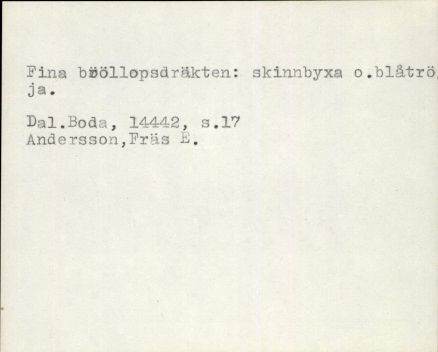 Fina bröllopsdräkten: skinnbyxa o.blåtrö
ja.
Dal.Boda, 14442, s.17
Andersson,Fräs E.